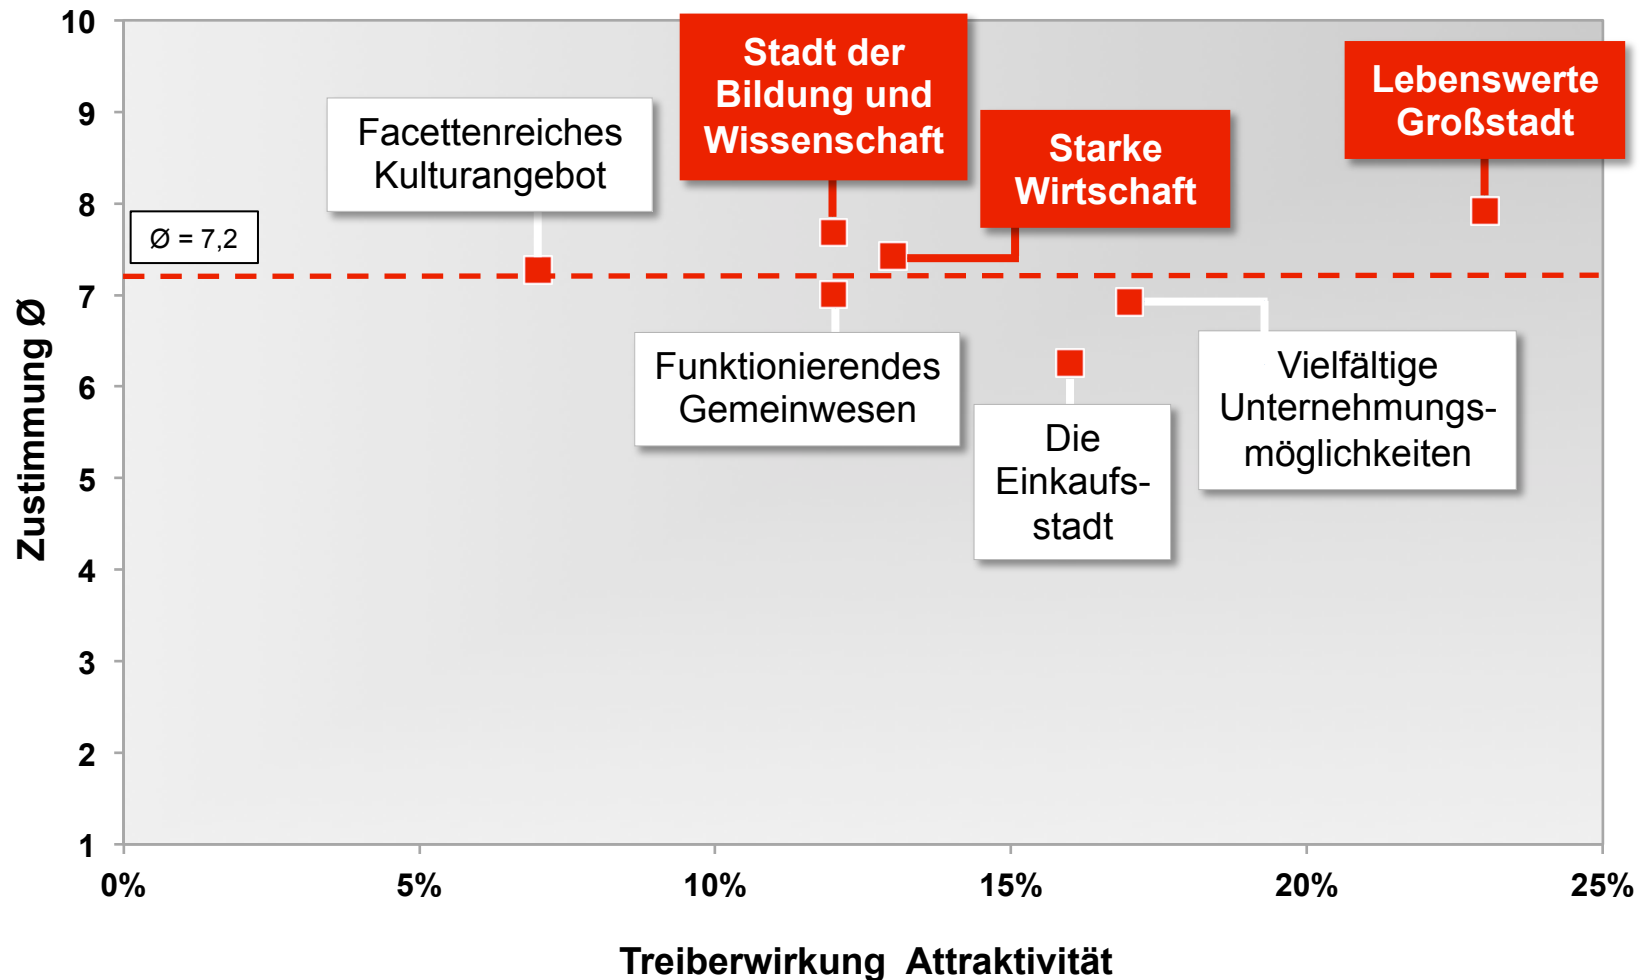 10
9
8
7
6
5
4
3
2
1
Zustimmung Ø
Ø = 7,2
Facettenreiches
Kulturangebot
Stadt der
Bildung und
Wissenschaft
Starke
Wirtschaft
Lebenswerte
Großstadt
Funktionierendes
Gemeinwesen
Die
Einkaufs-
stadt
Vielfältige
Unternehmungs-
möglichkeiten
0%
5%
10%
15%
20%
25%
Treiberwirkung Attraktivität